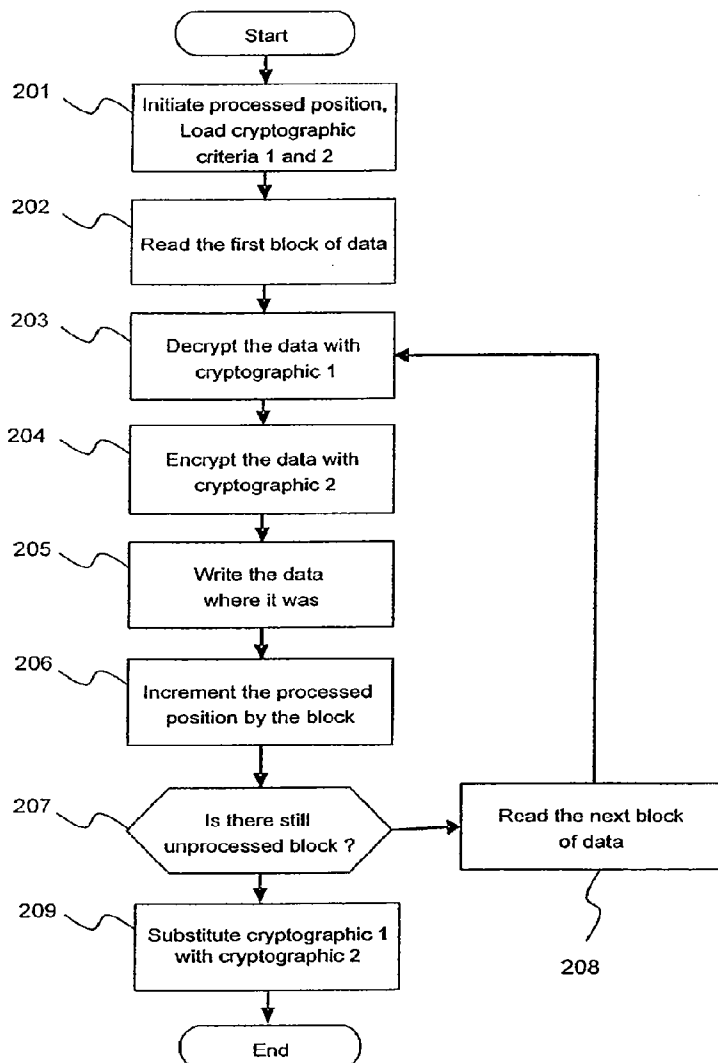 Start
201
Initiate processed position,
Load cryptographic
criteria 1 and 2
202
Read the first block of data
203
Decrypt the data with
cryptographic 1
204
Encrypt the data with
cryptographic 2
205
Write the data
where it was
206
Increment the processed
position by the block
207
Is there still
unprocessed block ?
Read the next block
of data
208
209
Substitute cryptographic 1
with cryptographic 2
End